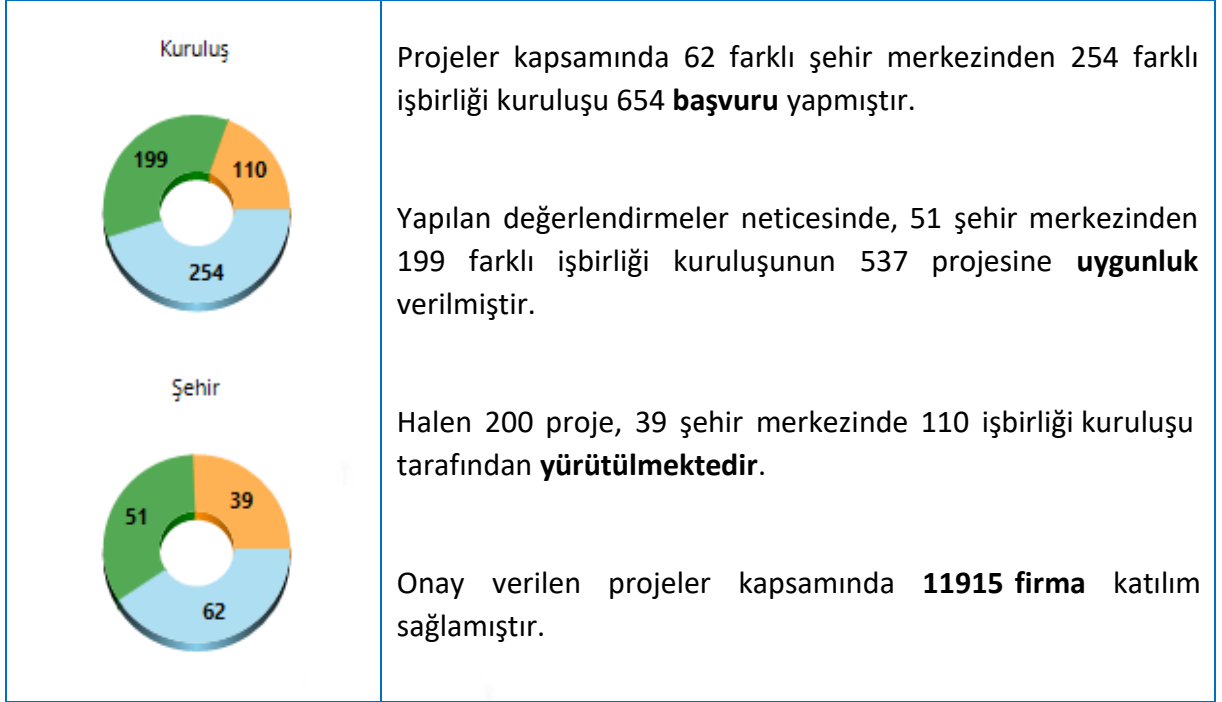 Kuruluş
199
110
254
Şehir
51
39
62
Projeler kapsamında 62 farklı şehir merkezinden 254 farklı
işbirliği kuruluşu 654 başvuru yapmıştır.
Yapılan değerlendirmeler neticesinde, 51 şehir merkezinden
199 farklı işbirliği kuruluşunun 537 projesine uygunluk
verilmiştir.
Halen 200 proje, 39 şehir merkezinde 110 işbirliği kuruluşu
tarafından yürütülmektedir.
Onay verilen projeler kapsamında 11915 firma katılım
sağlamıştır.